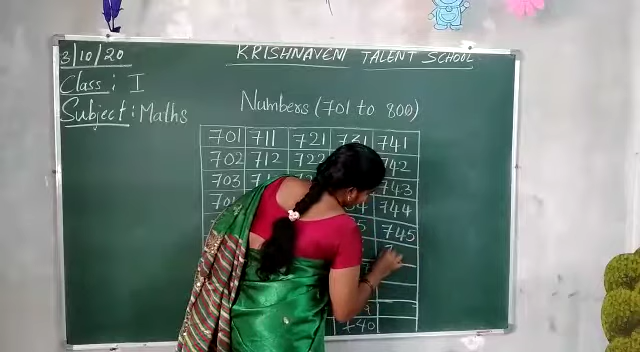 3/10/20
KRISHNAVENI TALENT SCHOOL
Class: I
Subject: Maths
Numbers (701 to 800)
701 711 721 731 741
702 712 722 742
703 743
744
745
740